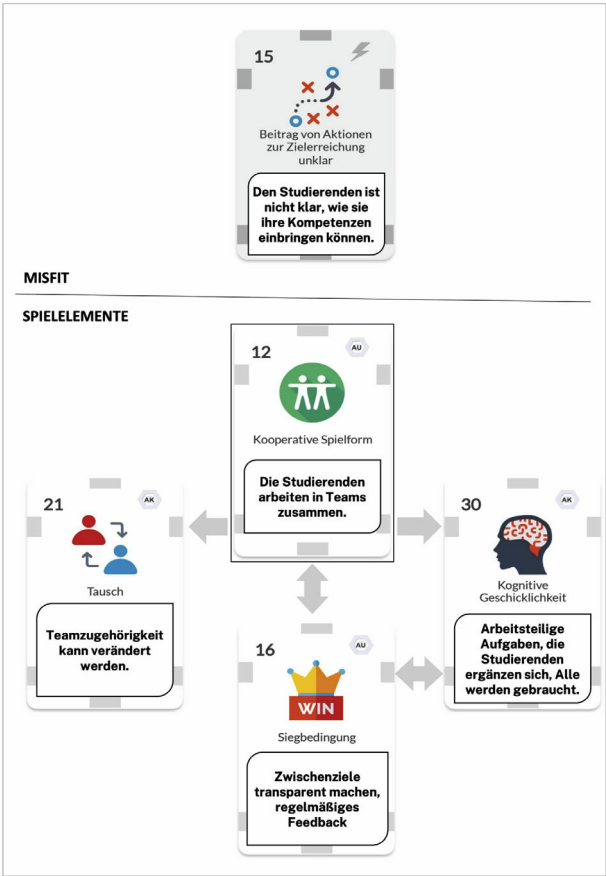 15
Beitrag von Aktionen
zur Zielerreichung
unklar
Den Studierenden ist
nicht klar, wie sie
ihre Kompetenzen
einbringen können.
MISFIT
SPIELELEMENTE
12
AU
Kooperative Spielform
Die Studierenden
arbeiten in Teams
zusammen.
21
AK
Tausch
Teamzugehörigkeit
kann verändert
werden.
30
AK
Kognitive
Geschicklichkeit
Arbeitsteilige
Aufgaben, die
Studierenden
ergänzen sich, Alle
werden gebraucht.
16
AU
WIN
Siegbedingung
Zwischenziele
transparent machen,
regelmäßiges
Feedback